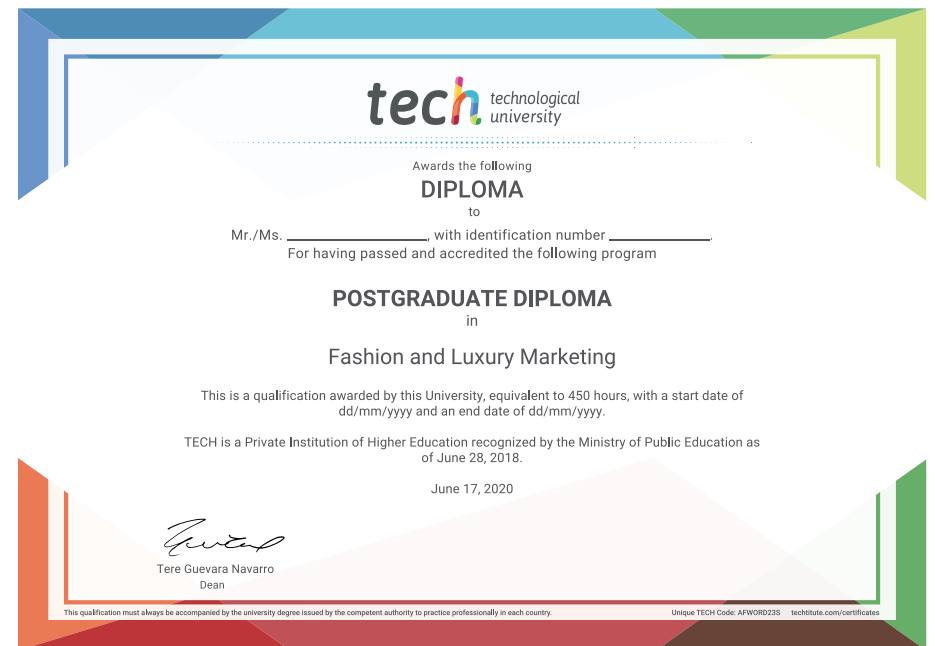 tech technological
university
Awards the following
DIPLOMA
to
Mr./Ms. ____________, with identification number ____________.
For having passed and accredited the following program
POSTGRADUATE DIPLOMA
in
Fashion and Luxury Marketing
This is a qualification awarded by this University, equivalent to 450 hours, with a start date of
dd/mm/yyyy and an end date of dd/mm/yyyy.
TECH is a Private Institution of Higher Education recognized by the Ministry of Public Education as
of June 28, 2018.
June 17, 2020
Tere Guevara Navarro
Dean
This qualification must always be accompanied by the university degree issued by the competent authority to practice professionally in each country.
Unique TECH Code: AFWORD23S techtitute.com/certificates